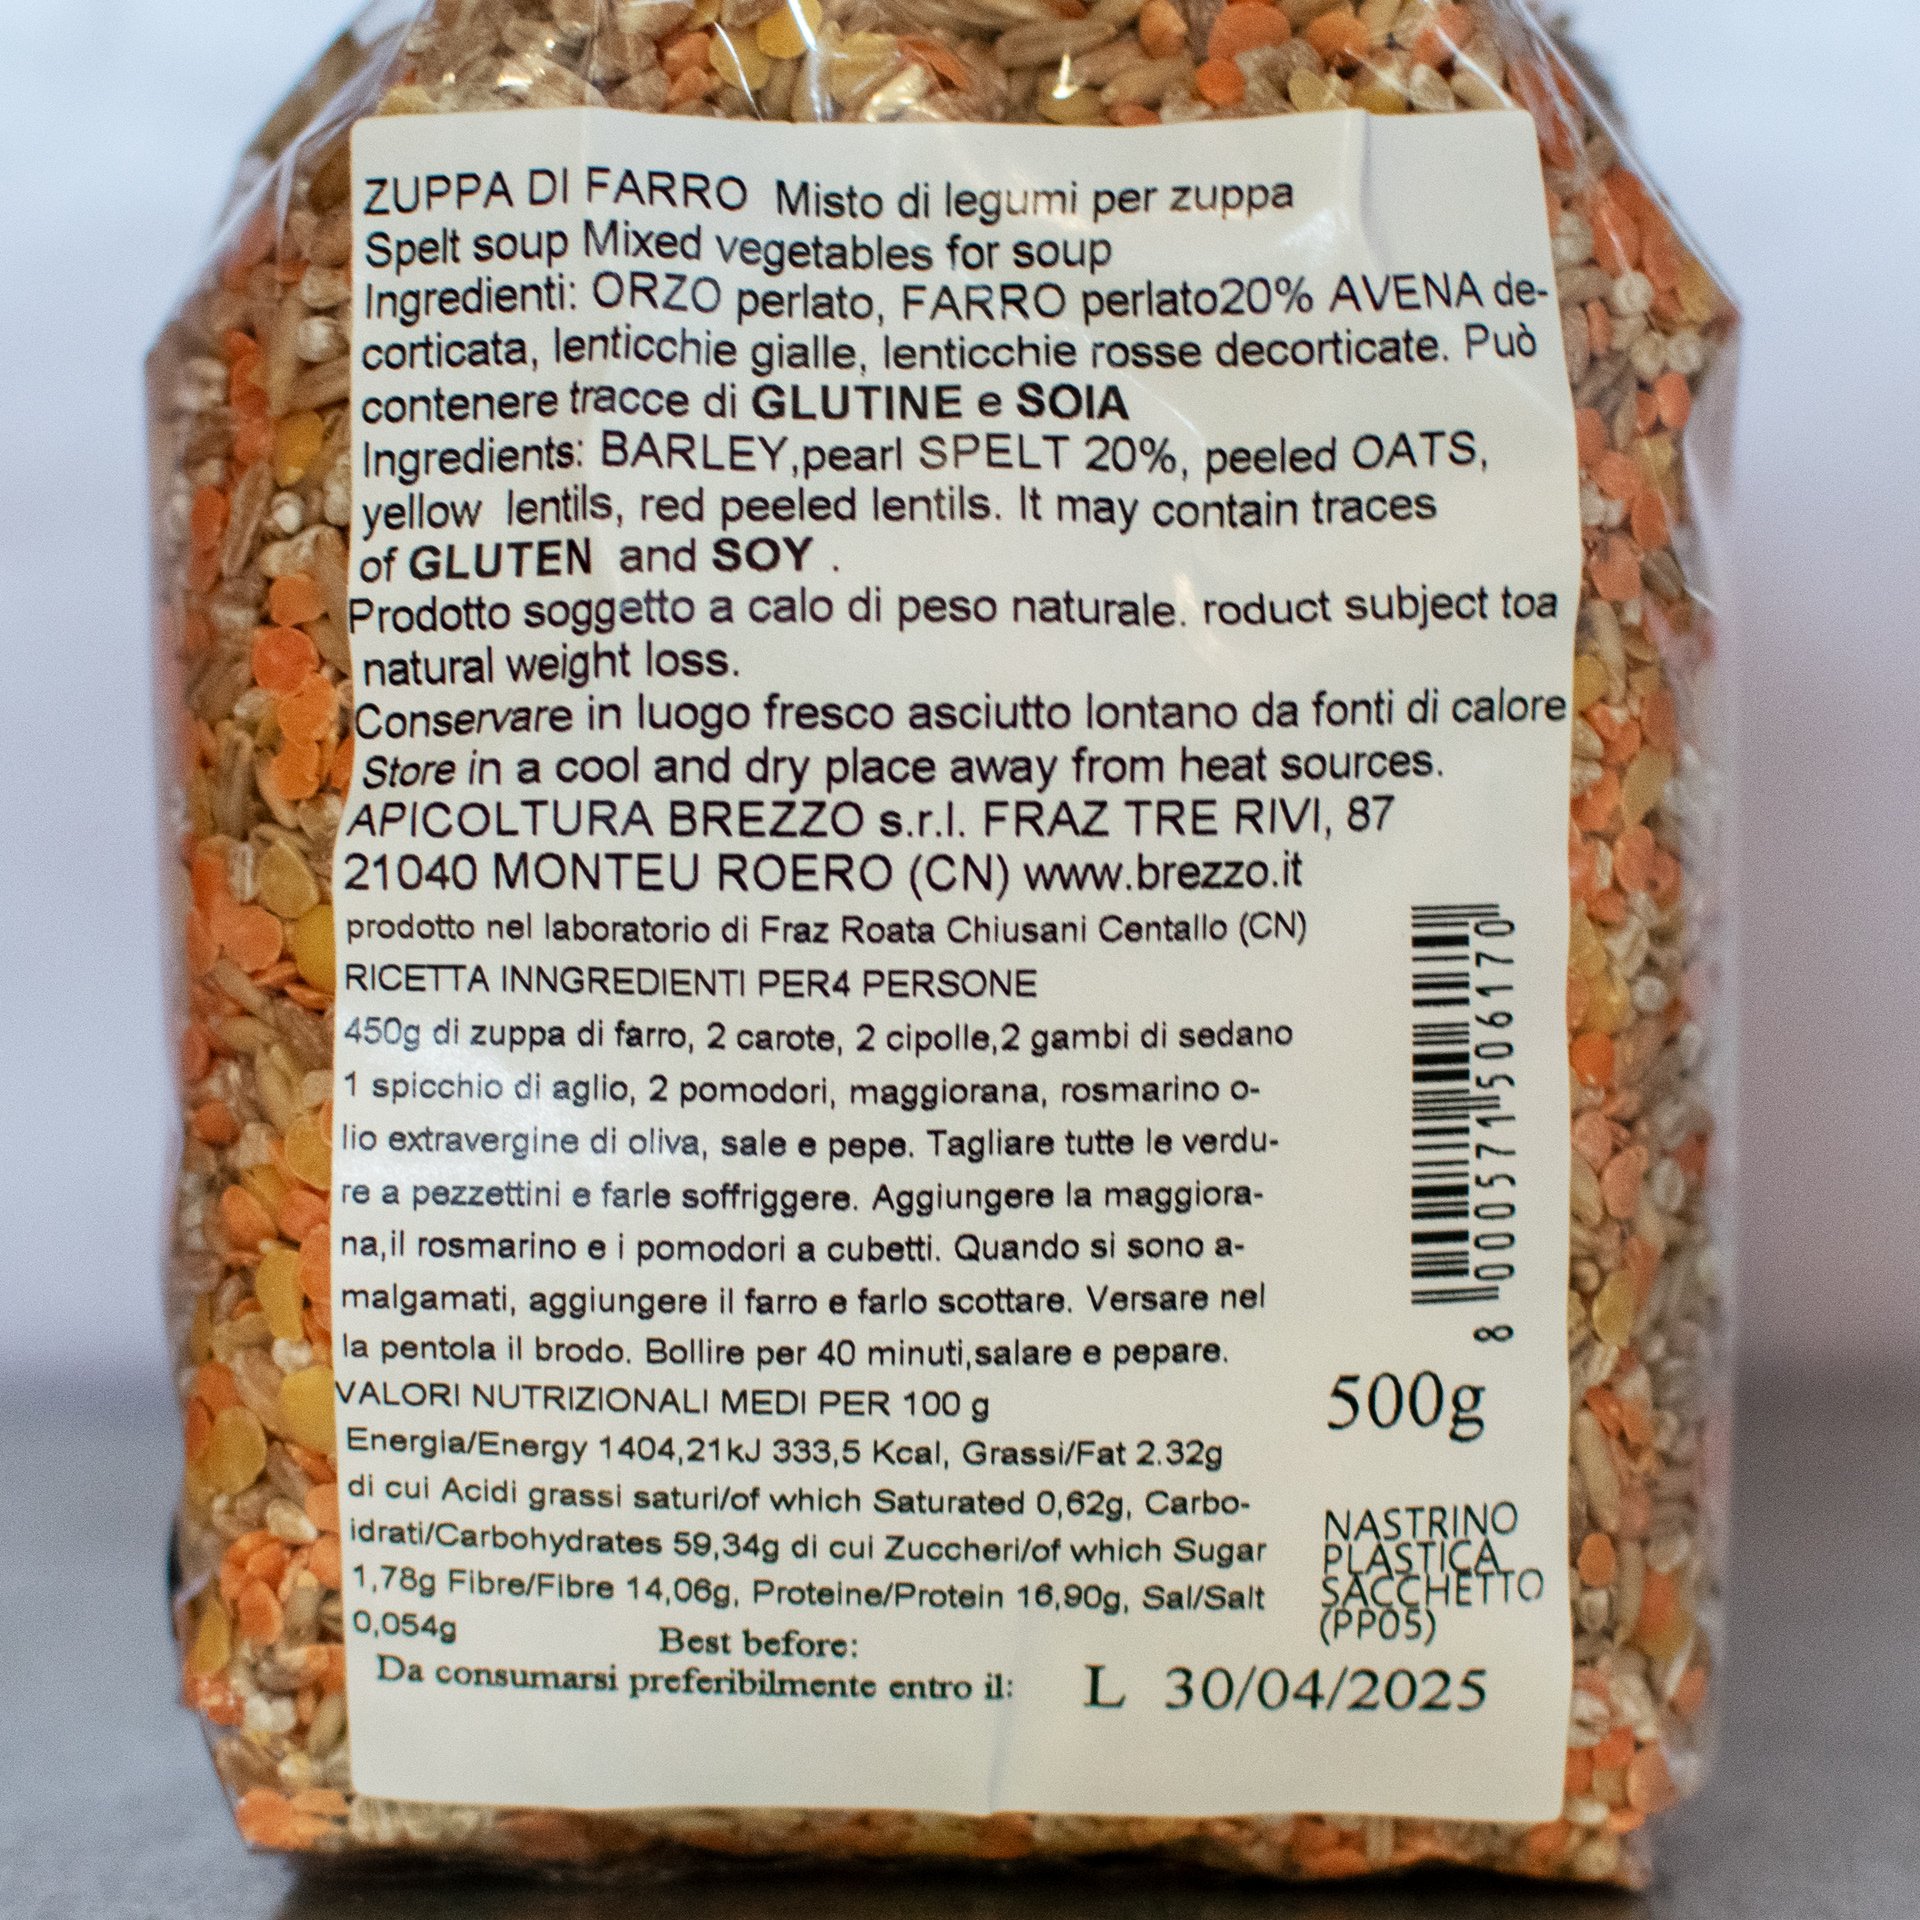 ZUPPA DI FARRO Misto di legumi per zuppa
Spelt soup Mixed vegetables for soup
Ingredienti: ORZO perlato, FARRO perlato20% AVENA de-
corticata, lenticchie gialle, lenticchie rosse decorticate. Può
contenere tracce di GLUTINE e SOIA
Ingredients: BARLEY,pearl SPELT 20%, peeled OATS,
yellow lentils, red peeled lentils. It may contain traces
of GLUTEN and SOY .
Prodotto soggetto a calo di peso naturale. roduct subject toa
natural weight loss.
Conservare in luogo fresco asciutto lontano da fonti di calore
Store in a cool and dry place away from heat sources.
APICOLTURA BREZZO s.r.l. FRAZ TRE RIVI, 87
21040 MONTEU ROERO (CN) www.brezzo.it
prodotto nel laboratorio di Fraz Roata Chiusani Centallo (CN)
RICETTA INNGREDIENTI PER4 PERSONE
450g di zuppa di farro, 2 carote, 2 cipolle,2 gambi di sedano
1 spicchio di aglio, 2 pomodori, maggiorana, rosmarino o-
lio extravergine di oliva, sale e pepe. Tagliare tutte le verdu-
re a pezzettini e farle soffriggere. Aggiungere la maggiora-
na,il rosmarino e i pomodori a cubetti. Quando si sono a-
malgamati, aggiungere il farro e farlo scottare. Versare nel
la pentola il brodo. Bollire per 40 minuti,salare e pepare.
VALORI NUTRIZIONALI MEDI PER 100 g
Energia/Energy 1404,21kJ 333,5 Kcal, Grassi/Fat 2.32g
di cui Acidi grassi saturi/of which Saturated 0,62g, Carbo-
idrati/Carbohydrates 59,34g di cui Zuccheri/of which Sugar
1,78g Fibre/Fibre 14,06g, Proteine/Protein 16,90g, Sal/Salt
0,054g
Best before:
Da consumarsi preferibilmente entro il: L 30/04/2025
8 000571 506170
500g
NASTRINO
PLASTICA
SACCHETTO
(PP05)